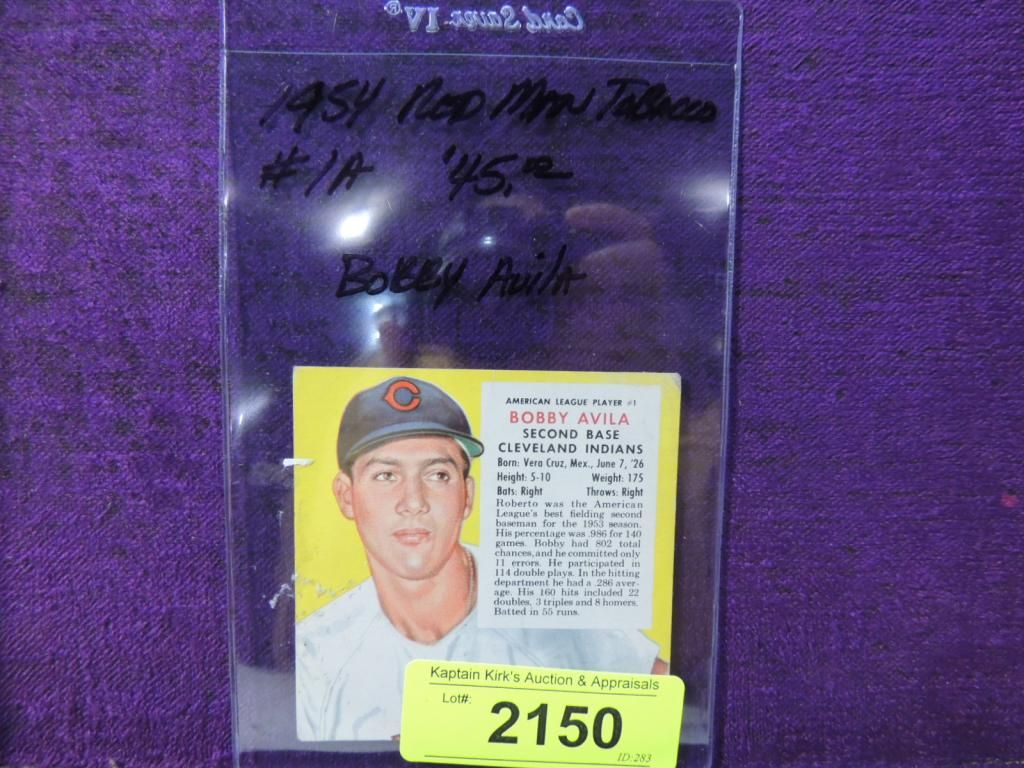 Card Saver IV®
1954 Red Man Tobacco
#1A '45.00
Bobby Avila
C
AMERICAN LEAGUE PLAYER #1
BOBBY AVILA
SECOND BASE
CLEVELAND INDIANS
Born: Vera Cruz, Mex., June 7, '26
Height: 5-10 Weight: 175
Bats: Right Throws: Right
Roberto was the American
League's best fielding second
baseman for the 1953 season.
His percentage was .986 for 140
games. Bobby had 802 total
chances, and he committed only
11 errors. He participated in
114 double plays. In the hitting
department he had a .286 aver-
age. His 160 hits included 22
doubles, 3 triples and 8 homers.
Batted in 55 runs.
Kaptain Kirk's Auction & Appraisals
Lot#: 2150
ID:283